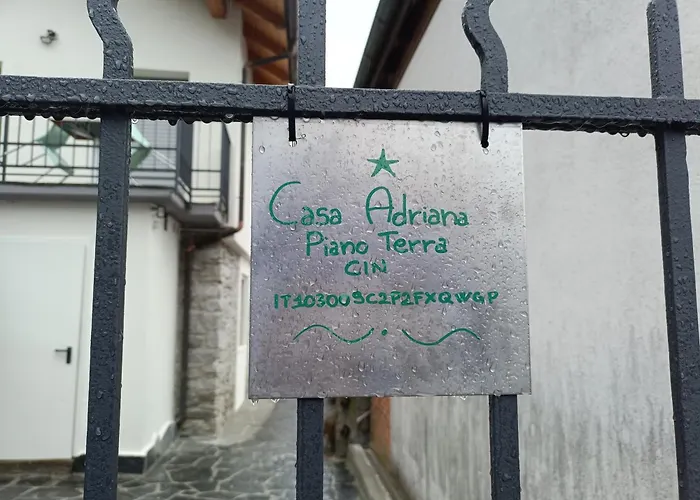 Casa Adriana
Piano Terra
CIN
IT103009C2P2FXQWGP